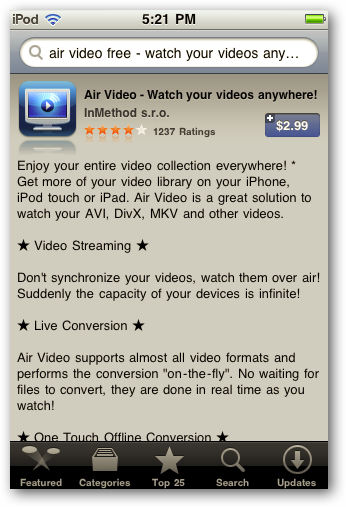 iPod 5:21 PM
air video free - watch your videos any...
Air Video - Watch your videos anywhere!
InMethod s.r.o.
1237 Ratings
$2.99
Enjoy your entire video collection everywhere! *
Get more of your video library on your iPhone,
iPod touch or iPad. Air Video is a great solution to
watch your AVI, DivX, MKV and other videos.
★ Video Streaming ★
Don't synchronize your videos, watch them over air!
Suddenly the capacity of your devices is infinite!
★ Live Conversion ★
Air Video supports almost all video formats and
performs the conversion "on-the-fly". No waiting for
files to convert, they are done in real time as you
watch!
★ One Touch Offline Conversion ★
Featured Categories Top 25 Search Updates